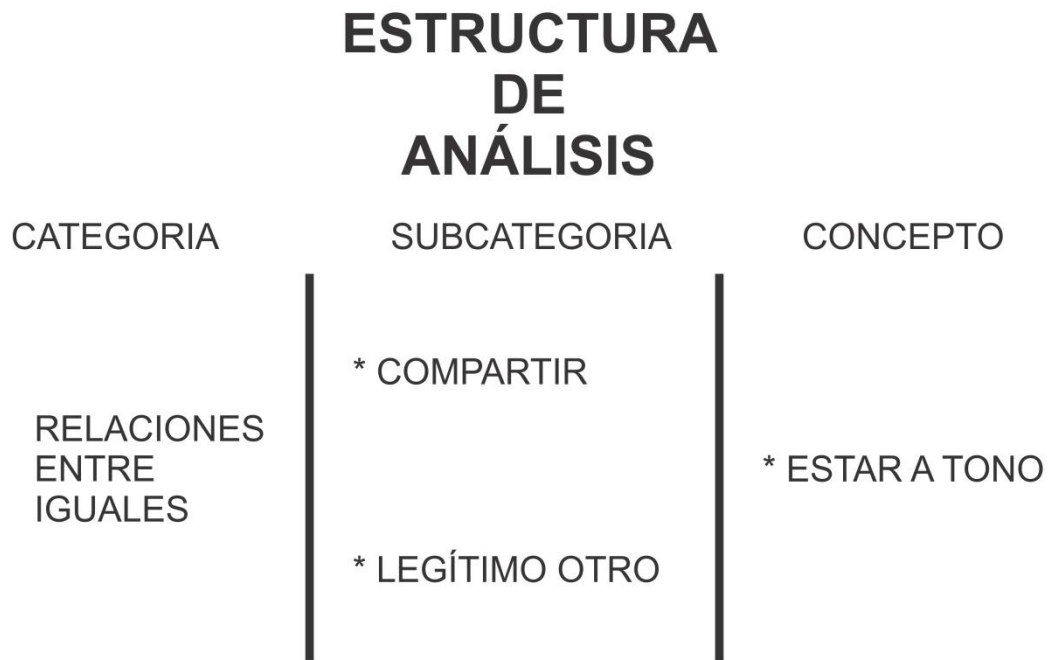 ESTRUCTURA
DE
ANÁLISIS
CATEGORIA
SUBCATEGORIA
CONCEPTO
RELACIONES
ENTRE
IGUALES
* COMPARTIR
* LEGÍTIMO OTRO
* ESTAR A TONO